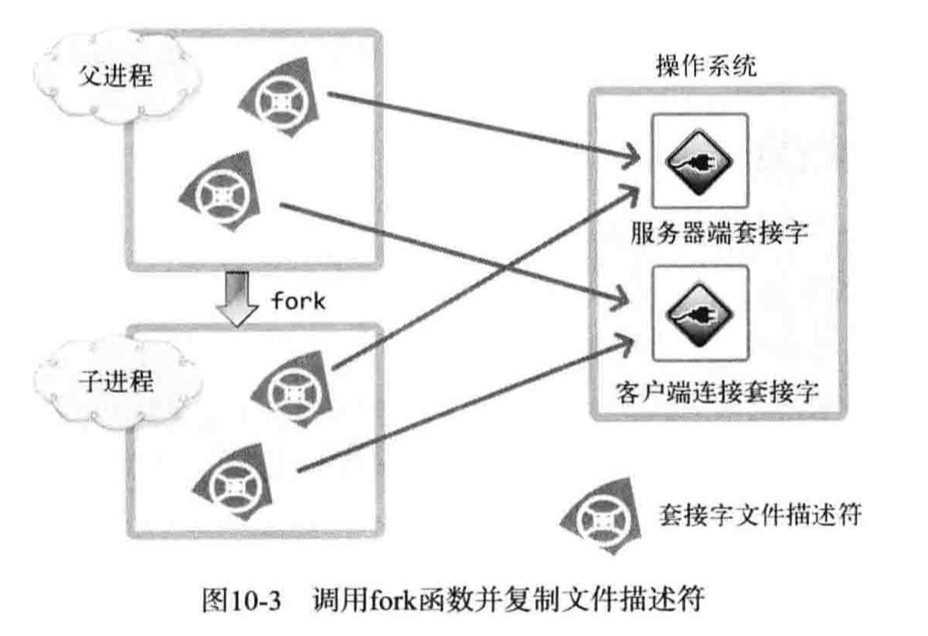 父进程
操作系统
服务器端套接字
fork
子进程
客户端连接套接字
套接字文件描述符
图10-3 调用fork函数并复制文件描述符